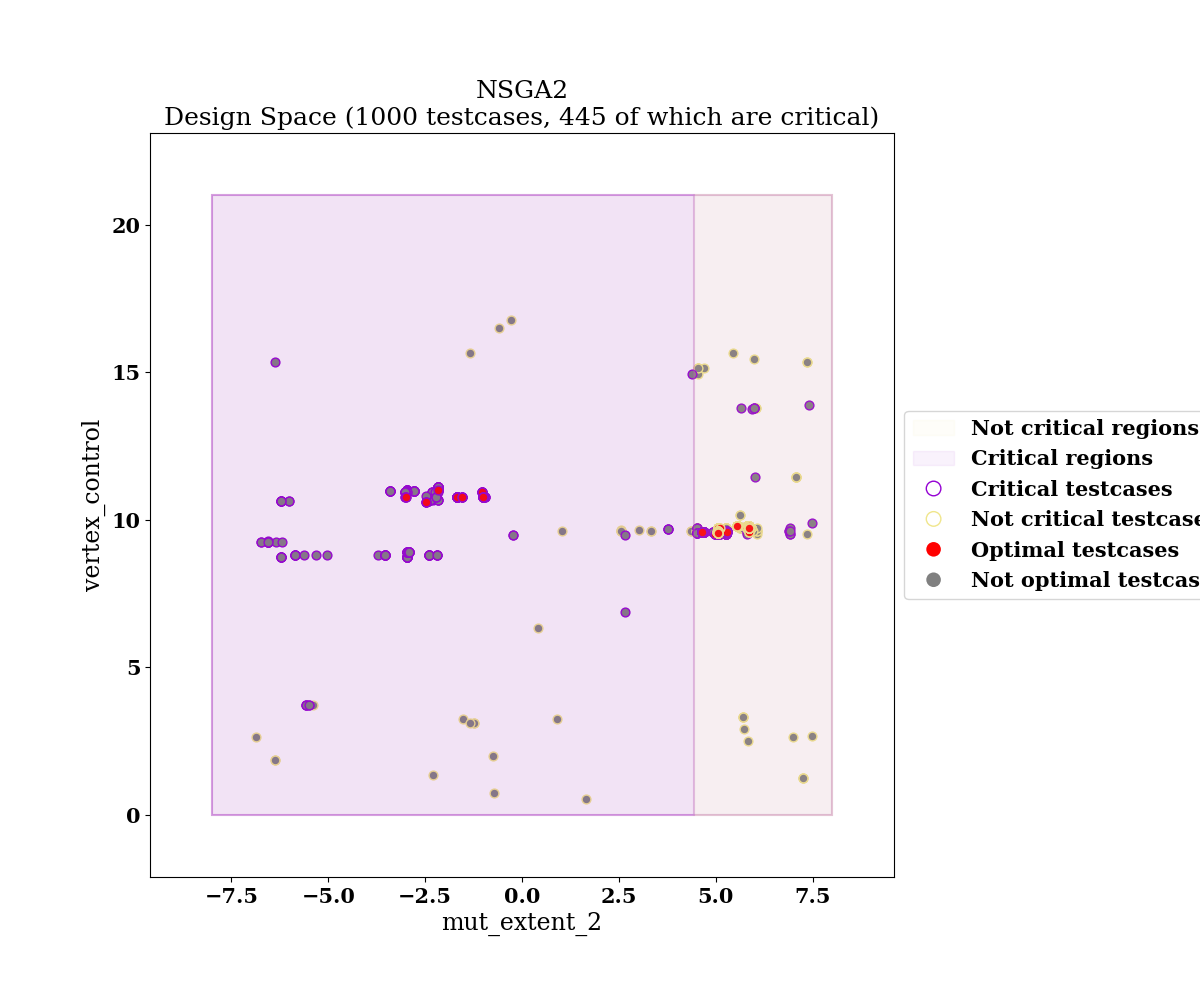 NSGA2
Design Space (1000 testcases, 445 of which are critical)
20
15
10
5
0
vertex_control
−7.5 −5.0 −2.5 0.0 2.5 5.0 7.5
mut_extent_2
Not critical regions
Critical regions
Critical testcases
Not critical testcase
Optimal testcases
Not optimal testcas